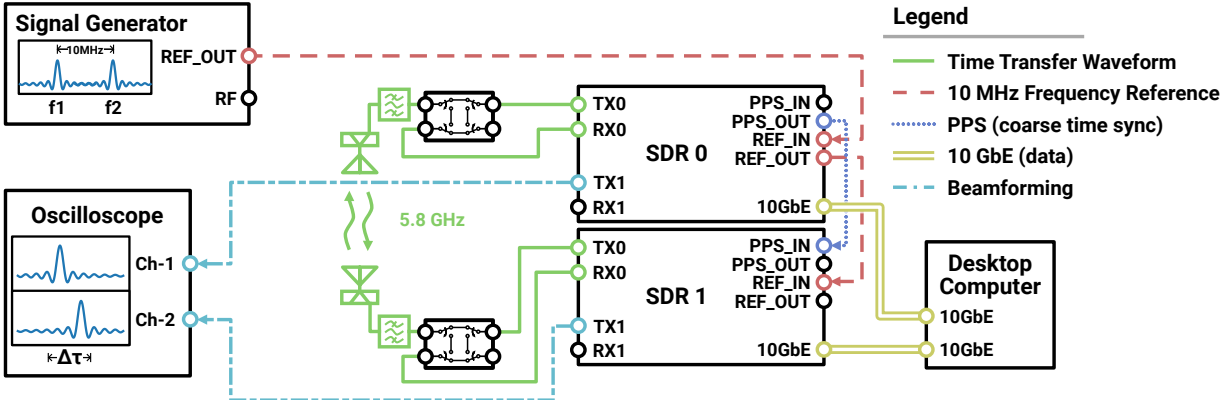 Signal Generator
10MHz
f1
f2
REF_OUT
RF
Oscilloscope
Ch-1
Ch-2
Δτ
5.8 GHz
TX0
RX0
TX1
RX1
SDR 0
PPS_IN
PPS_OUT
REF_IN
REF_OUT
10GbE
TX0
RX0
TX1
RX1
SDR 1
PPS_IN
PPS_OUT
REF_IN
REF_OUT
10GbE
Desktop
Computer
10GbE
10GbE
Legend
Time Transfer Waveform
10 MHz Frequency Reference
PPS (coarse time sync)
10 GbE (data)
Beamforming